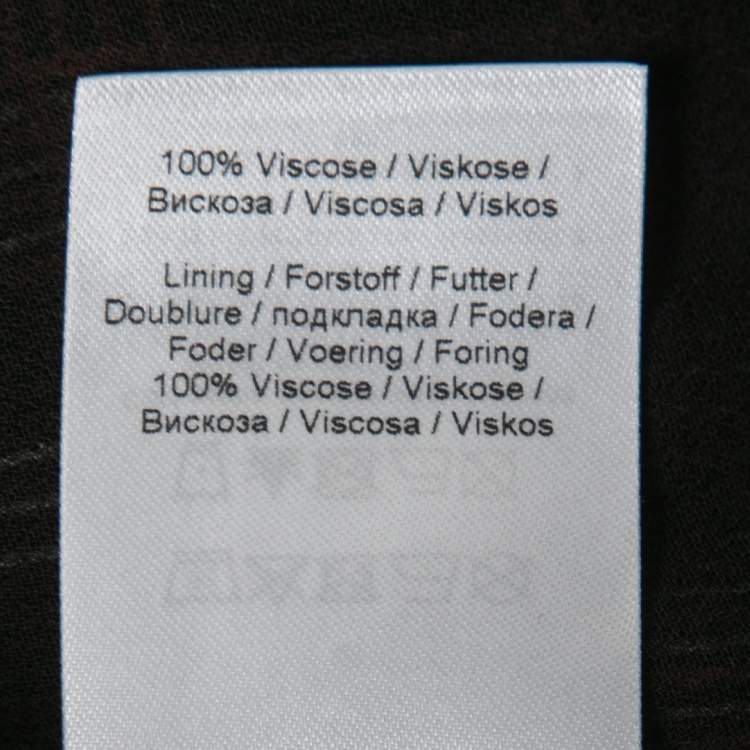 100% Viscose / Viskose /
Вискоза / Viscosa / Viskos
Lining / Forstoff / Futter /
Doublure / подкладка / Fodera /
Foder / Voering / Foring
100% Viscose / Viskose /
Вискоза / Viscosa / Viskos